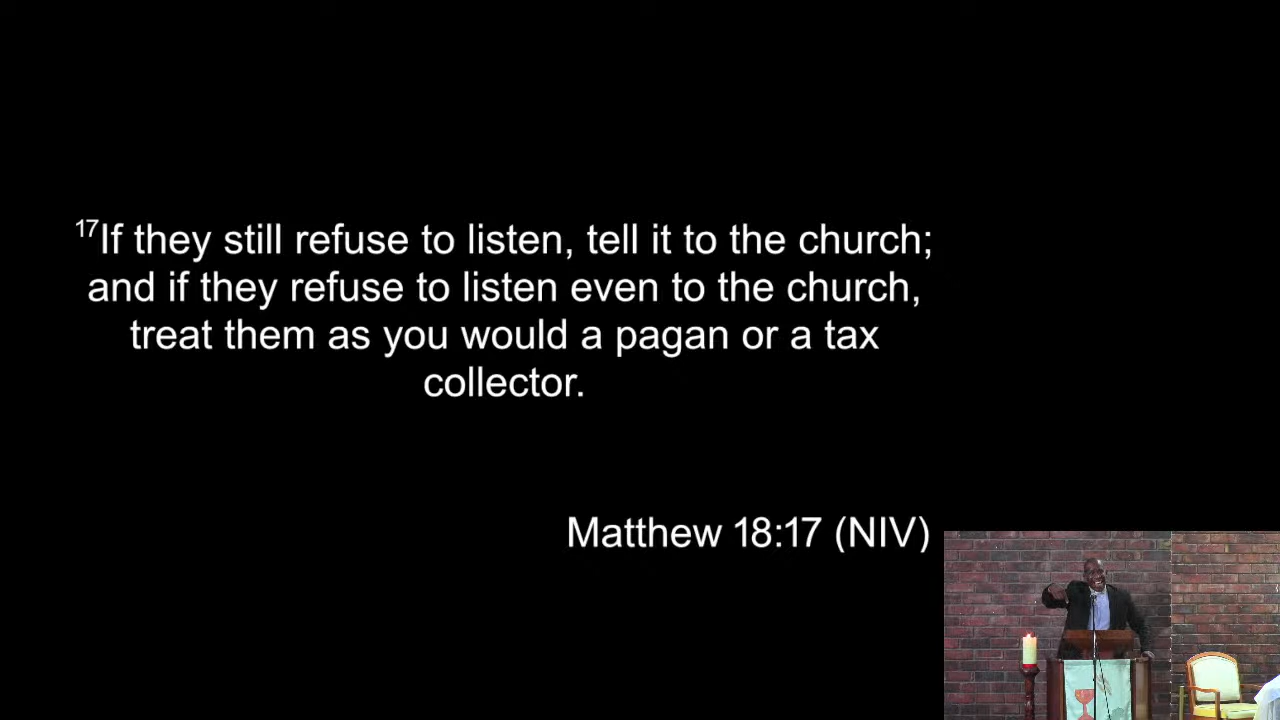 17If they still refuse to listen, tell it to the church;
and if they refuse to listen even to the church,
treat them as you would a pagan or a tax
collector.
Matthew 18:17 (NIV)